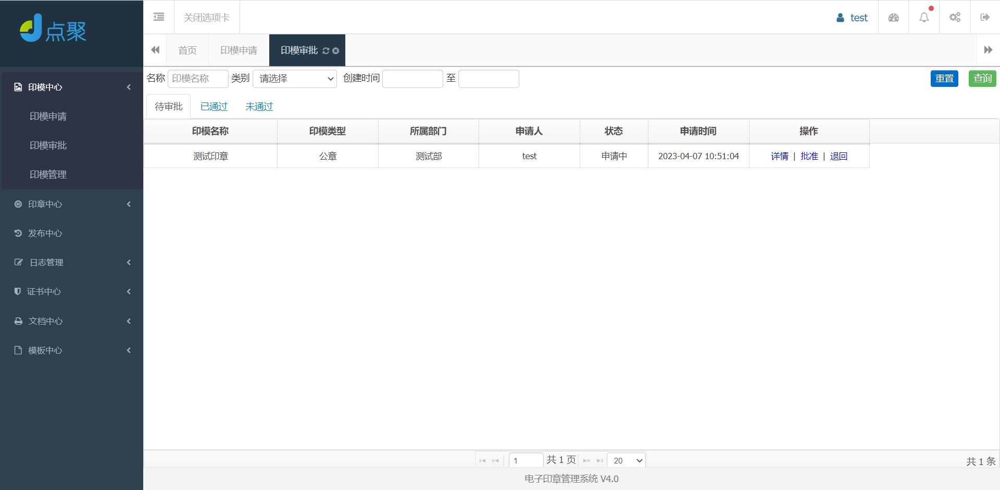 点聚
关闭选项卡
test
首页
印模申请
印模审批
印模中心
印模申请
印模审批
印模管理
印章中心
发布中心
日志管理
证书中心
文档中心
模板中心
名称 印模名称 类别 请选择 创建时间 至 重置 查询
待审批 已通过 未通过
印模名称 印模类型 所属部门 申请人 状态 申请时间 操作
测试印章 公章 测试部 test 申请中 2023-04-07 10:51:04 详情 | 批准 | 退回
1 共 1 页 20 共 1 条
电子印章管理系统 V4.0